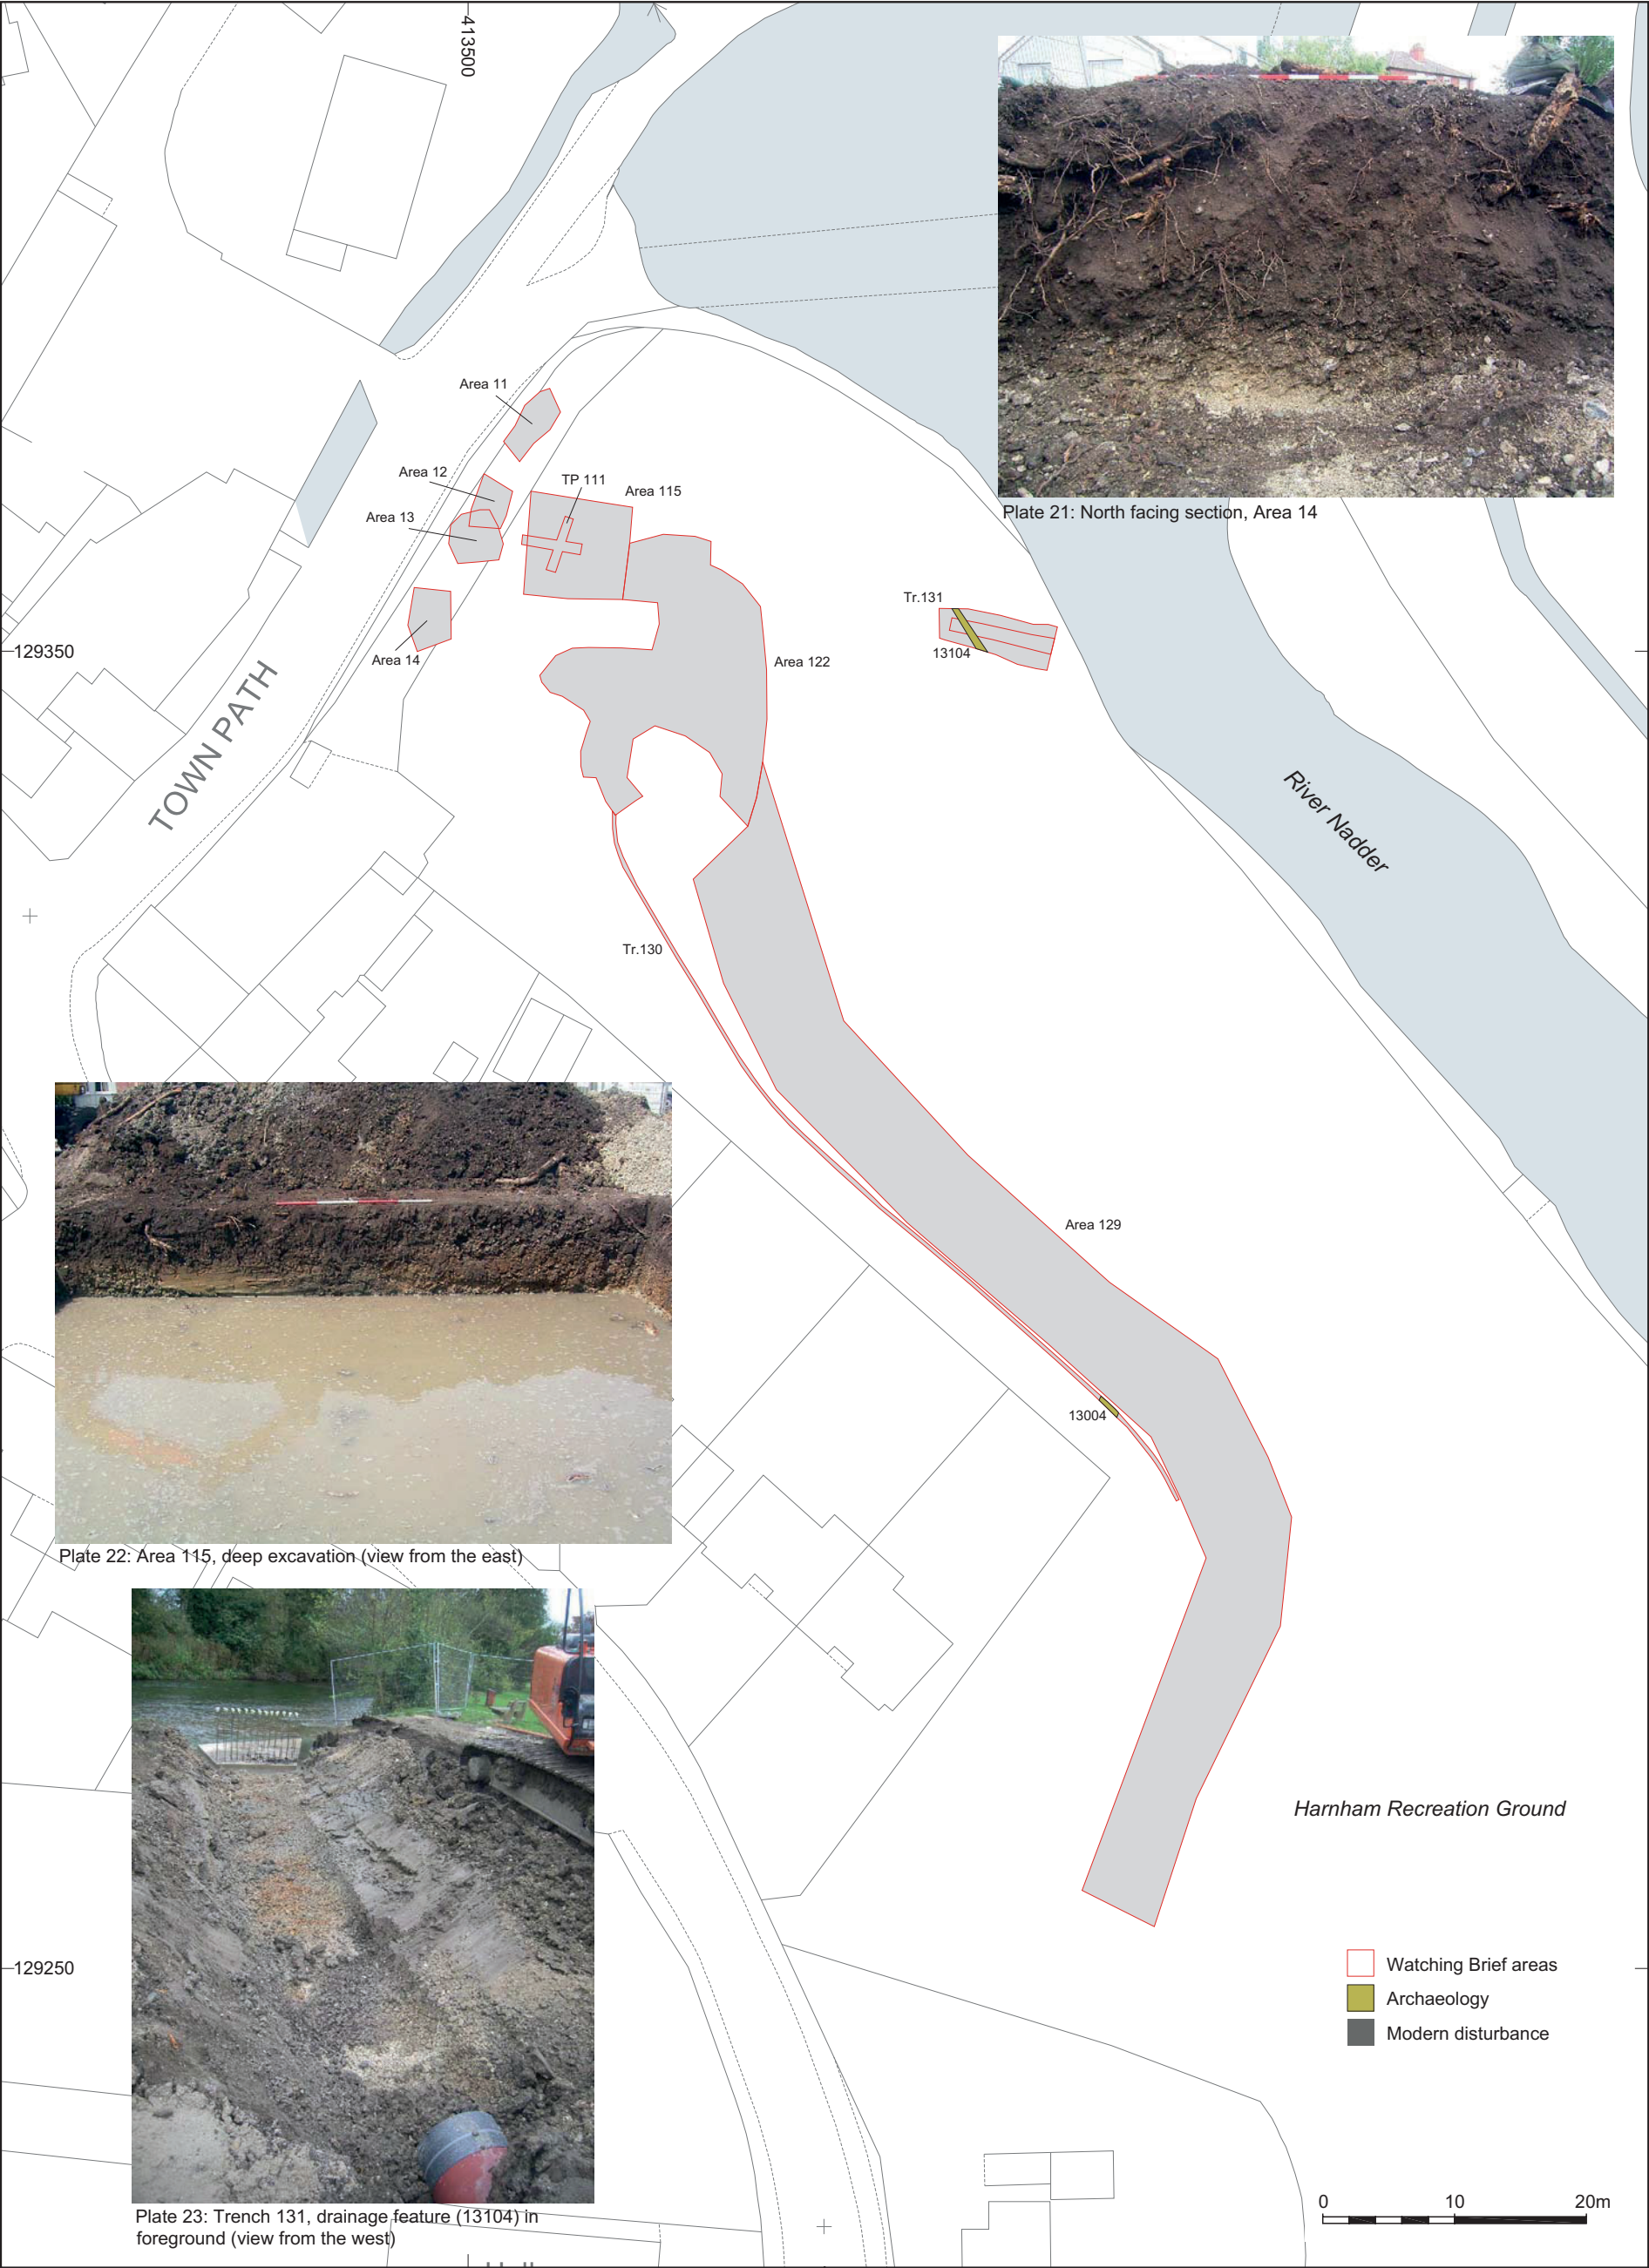 413500
Plate 21: North facing section, Area 14
Area 11
Area 12
TP 111
Area 115
Area 13
Tr.131
129350
13104
Area 14
Area 122
TOWN PATH
River Nadder
Tr.130
Area 129
13004
Plate 22: Area 115, deep excavation (view from the east)
Harnham Recreation Ground
129250
Watching Brief areas
Archaeology
Modern disturbance
0 10 20m
Plate 23: Trench 131, drainage feature (13104) in
foreground (view from the west)